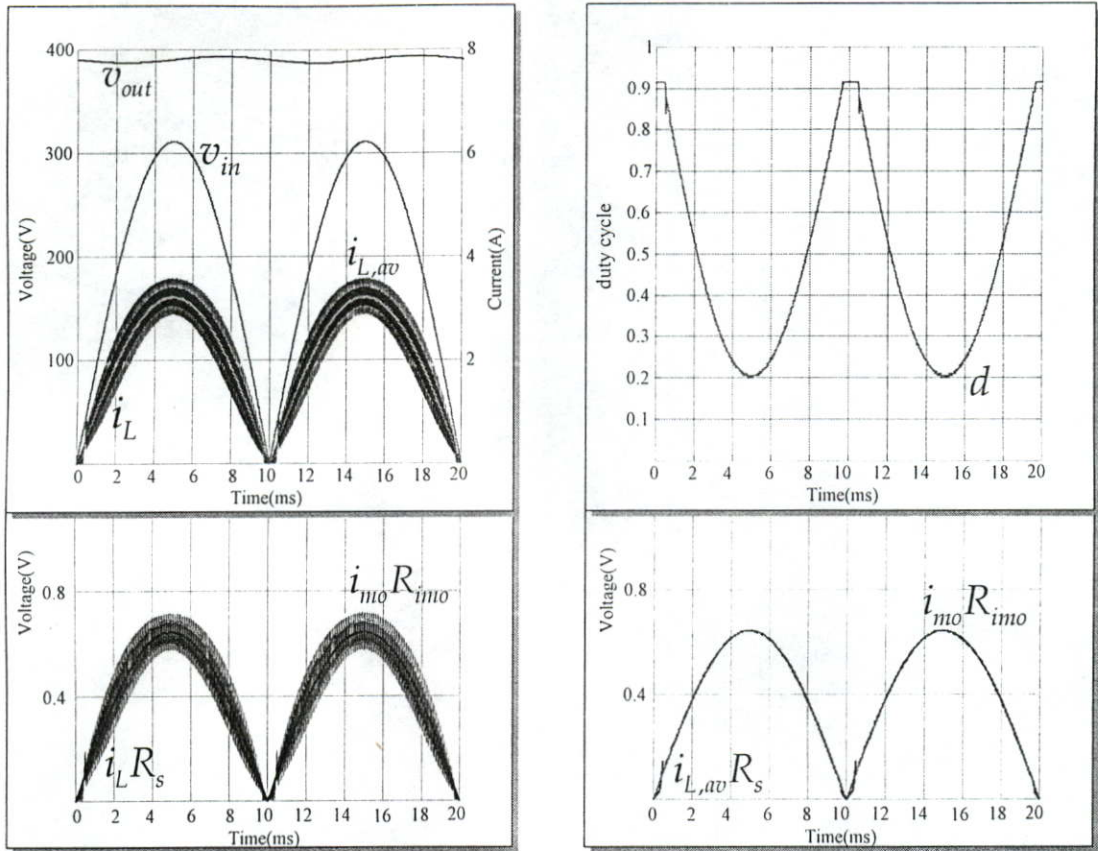 400
300
200
100
Voltage(V)
8
6
4
2
Current(A)
v_out
v_in
i_L,av
i_L
0 2 4 6 8 10 12 14 16 18 20
Time(ms)
1
0.9
0.8
0.7
0.6
0.5
0.4
0.3
0.2
0.1
duty cycle
d
0 2 4 6 8 10 12 14 16 18 20
Time(ms)
Voltage(V)
0.8
0.4
i_mo R_imo
i_L R_s
0 2 4 6 8 10 12 14 16 18 20
Time(ms)
Voltage(V)
0.8
0.4
i_mo R_imo
i_L,av R_s
0 2 4 6 8 10 12 14 16 18 20
Time(ms)